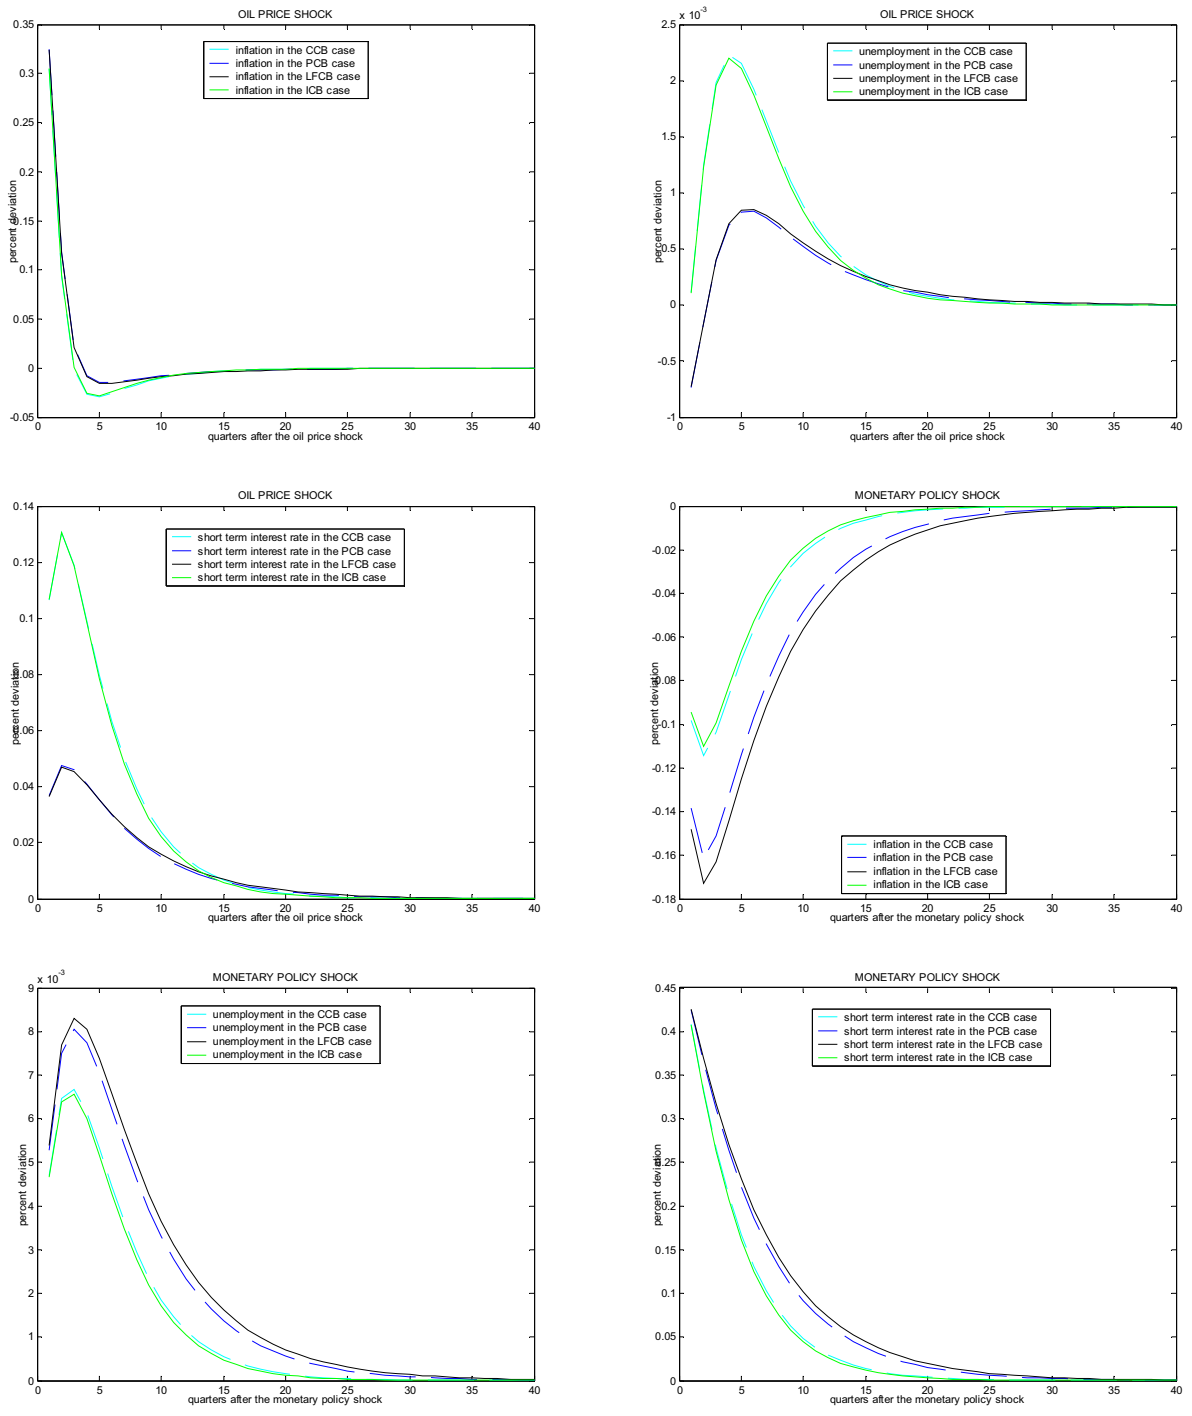 OIL PRICE SHOCK
0.35
0.3
0.25
0.2
0.15
0.1
0.05
0
-0.05
percent deviation
inflation in the CCB case
inflation in the PCB case
inflation in the LFCB case
inflation in the ICB case
0 5 10 15 20 25 30 35 40
quarters after the oil price shock
OIL PRICE SHOCK
x 10-3
2.5
2
1.5
1
0.5
0
-0.5
-1
percent deviation
unemployment in the CCB case
unemployment in the PCB case
unemployment in the LFCB case
unemployment in the ICB case
0 5 10 15 20 25 30 35 40
quarters after the oil price shock
OIL PRICE SHOCK
0.14
0.12
0.1
0.08
0.06
0.04
0.02
0
percent deviation
short term interest rate in the CCB case
short term interest rate in the PCB case
short term interest rate in the LFCB case
short term interest rate in the ICB case
0 5 10 15 20 25 30 35 40
quarters after the oil price shock
MONETARY POLICY SHOCK
0
-0.02
-0.04
-0.06
-0.08
-0.1
-0.12
-0.14
-0.16
-0.18
percent deviation
inflation in the CCB case
inflation in the PCB case
inflation in the LFCB case
inflation in the ICB case
0 5 10 15 20 25 30 35 40
quarters after the monetary policy shock
MONETARY POLICY SHOCK
x 10-3
9
8
7
6
5
4
3
2
1
0
percent deviation
unemployment in the CCB case
unemployment in the PCB case
unemployment in the LFCB case
unemployment in the ICB case
0 5 10 15 20 25 30 35 40
quarters after the monetary policy shock
MONETARY POLICY SHOCK
0.45
0.4
0.35
0.3
0.25
0.2
0.15
0.1
0.05
0
percent deviation
short term interest rate in the CCB case
short term interest rate in the PCB case
short term interest rate in the LFCB case
short term interest rate in the ICB case
0 5 10 15 20 25 30 35 40
quarters after the monetary policy shock